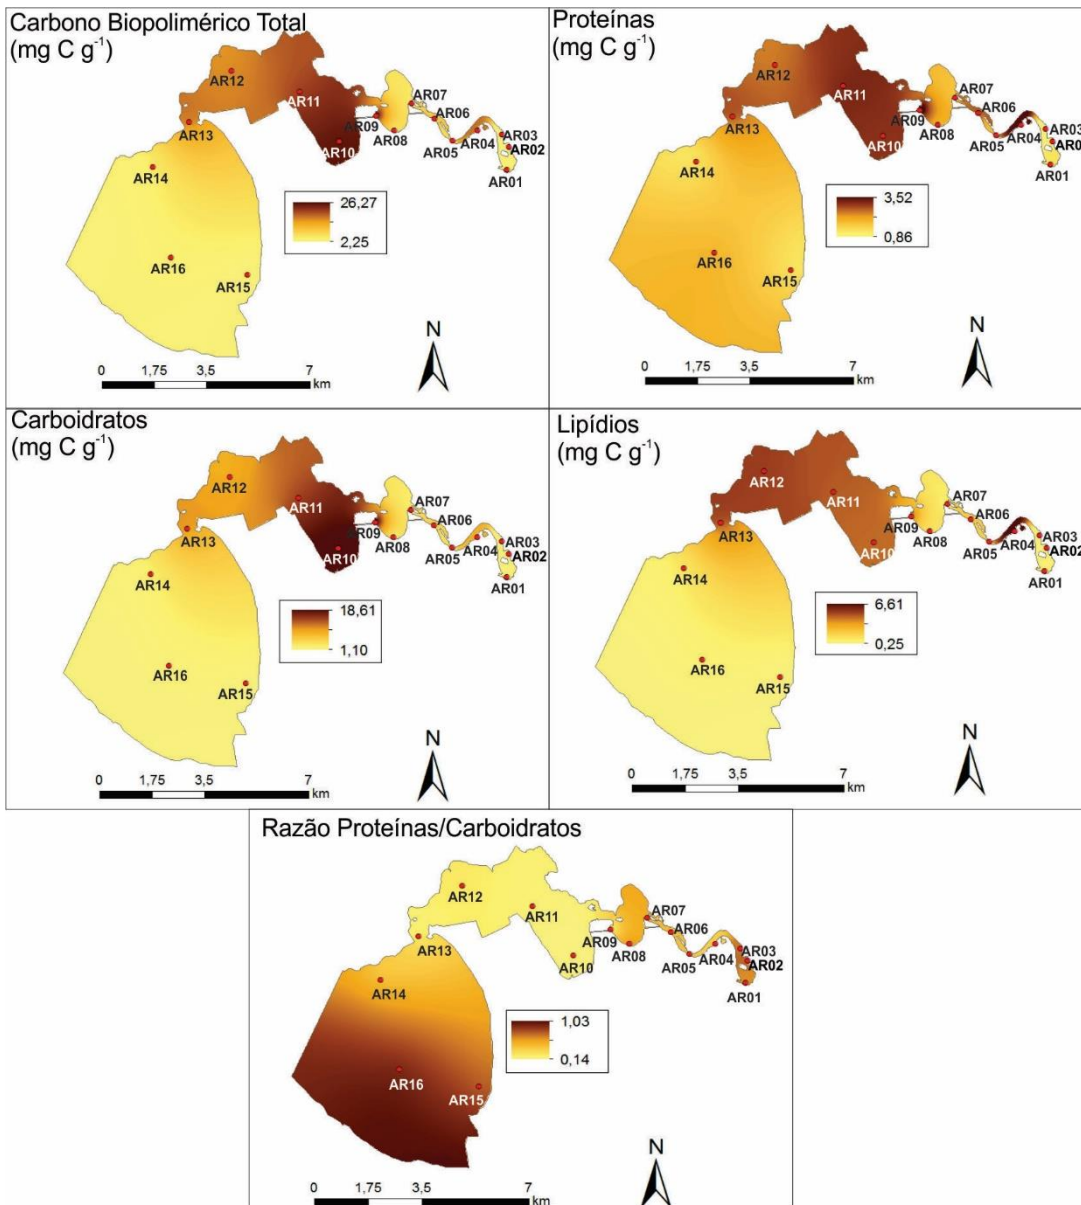 Carbono Biopolimérico Total
(mg C g-1)
AR12
AR11
AR13
AR10
AR09
AR08
AR07
AR06
AR05
AR04
AR03
AR02
AR01
AR14
AR16
AR15
26,27
2,25
N
0 1,75 3,5 7
km
Proteínas
(mg C g-1)
AR12
AR11
AR13
AR10
AR09
AR08
AR07
AR06
AR05
AR04
AR03
AR01
AR14
AR16
AR15
3,52
0,86
N
0 1,75 3,5 7
km
Carboidratos
(mg C g-1)
AR12
AR11
AR13
AR10
AR09
AR08
AR07
AR06
AR05
AR04
AR03
AR02
AR01
AR14
AR16
AR15
18,61
1,10
N
0 1,75 3,5 7
km
Lipídios
(mg C g-1)
AR12
AR11
AR13
AR10
AR09
AR08
AR07
AR06
AR05
AR04
AR03
AR02
AR01
AR14
AR16
AR15
6,61
0,25
N
0 1,75 3,5 7
km
Razão Proteínas/Carboidratos
AR12
AR11
AR13
AR10
AR09
AR08
AR07
AR06
AR05
AR04
AR03
AR02
AR01
AR14
AR16
AR15
1,03
0,14
N
0 1,75 3,5 7
km